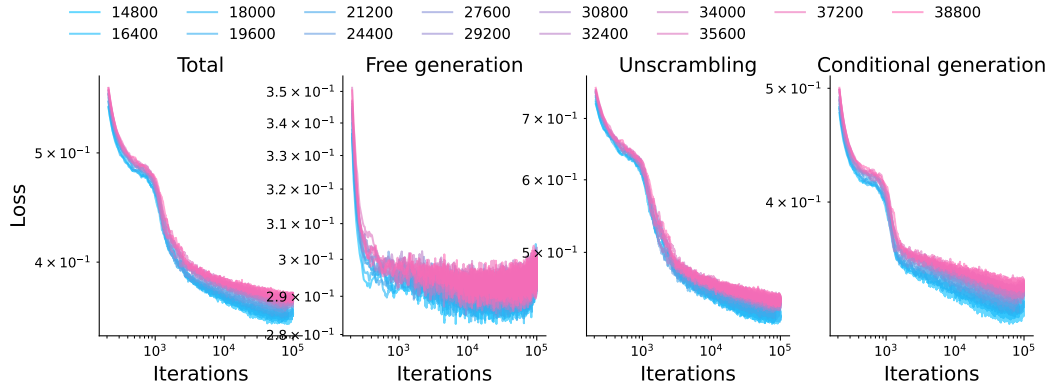 14800 18000 21200 27600 30800 34000 37200 38800
16400 19600 24400 29200 32400 35600
Total Free generation Unscrambling Conditional generation
Loss
5 × 10⁻¹
4 × 10⁻¹
10³ 10⁴ 10⁵
Iterations
3.5 × 10⁻¹
3.4 × 10⁻¹
3.3 × 10⁻¹
3.2 × 10⁻¹
3.1 × 10⁻¹
3 × 10⁻¹
2.9 × 10⁻¹
2.8 × 10⁻¹
10³ 10⁴ 10⁵
Iterations
7 × 10⁻¹
6 × 10⁻¹
5 × 10⁻¹
10³ 10⁴ 10⁵
Iterations
5 × 10⁻¹
4 × 10⁻¹
10³ 10⁴ 10⁵
Iterations